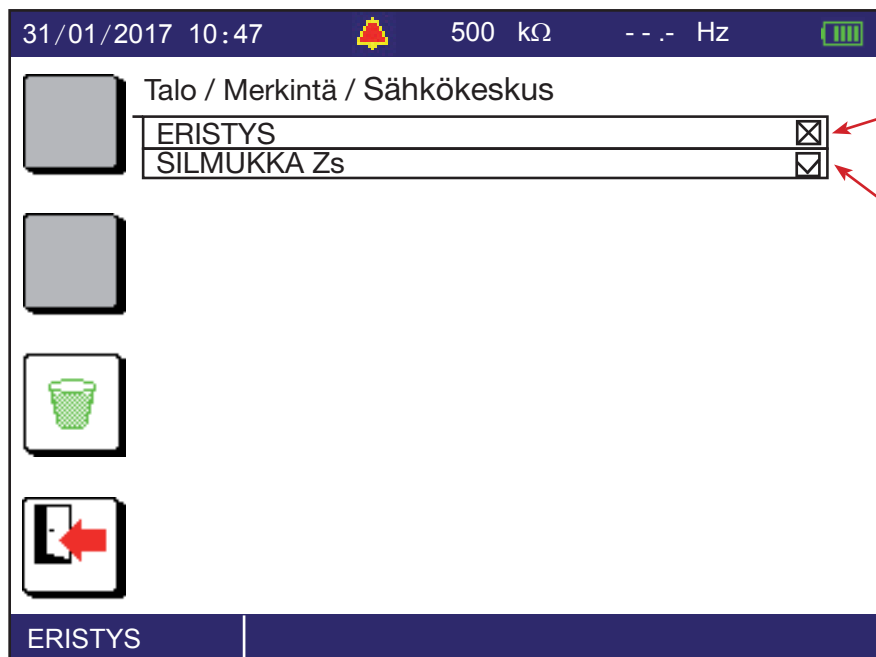 31/01/2017 10:47 500 kΩ - - .- Hz
Talo / Merkintä / Sähkökeskus
ERISTYS
SILMUKKA Zs
ERISTYS